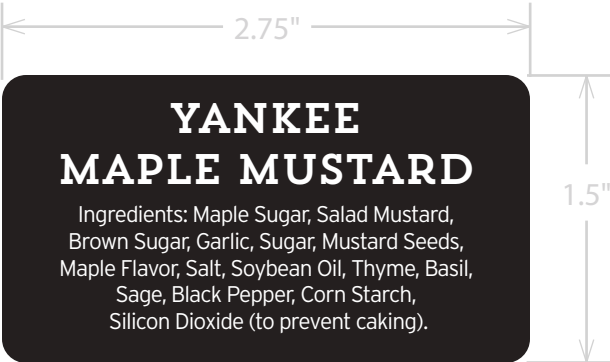 2.75"
YANKEE
MAPLE MUSTARD
Ingredients: Maple Sugar, Salad Mustard,
Brown Sugar, Garlic, Sugar, Mustard Seeds,
Maple Flavor, Salt, Soybean Oil, Thyme, Basil,
Sage, Black Pepper, Corn Starch,
Silicon Dioxide (to prevent caking).
1.5"